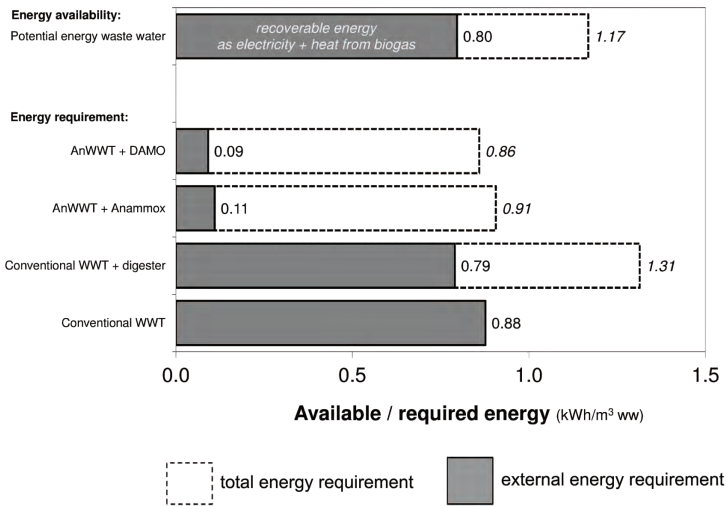 Energy availability:
Potential energy waste water
recoverable energy
as electricity + heat from biogas
0.80
1.17
Energy requirement:
AnWWT + DAMO
0.09
0.86
AnWWT + Anammox
0.11
0.91
Conventional WWT + digester
0.79
1.31
Conventional WWT
0.88
0.0
0.5
1.0
1.5
Available / required energy (kWh/m³ ww)
total energy requirement
external energy requirement